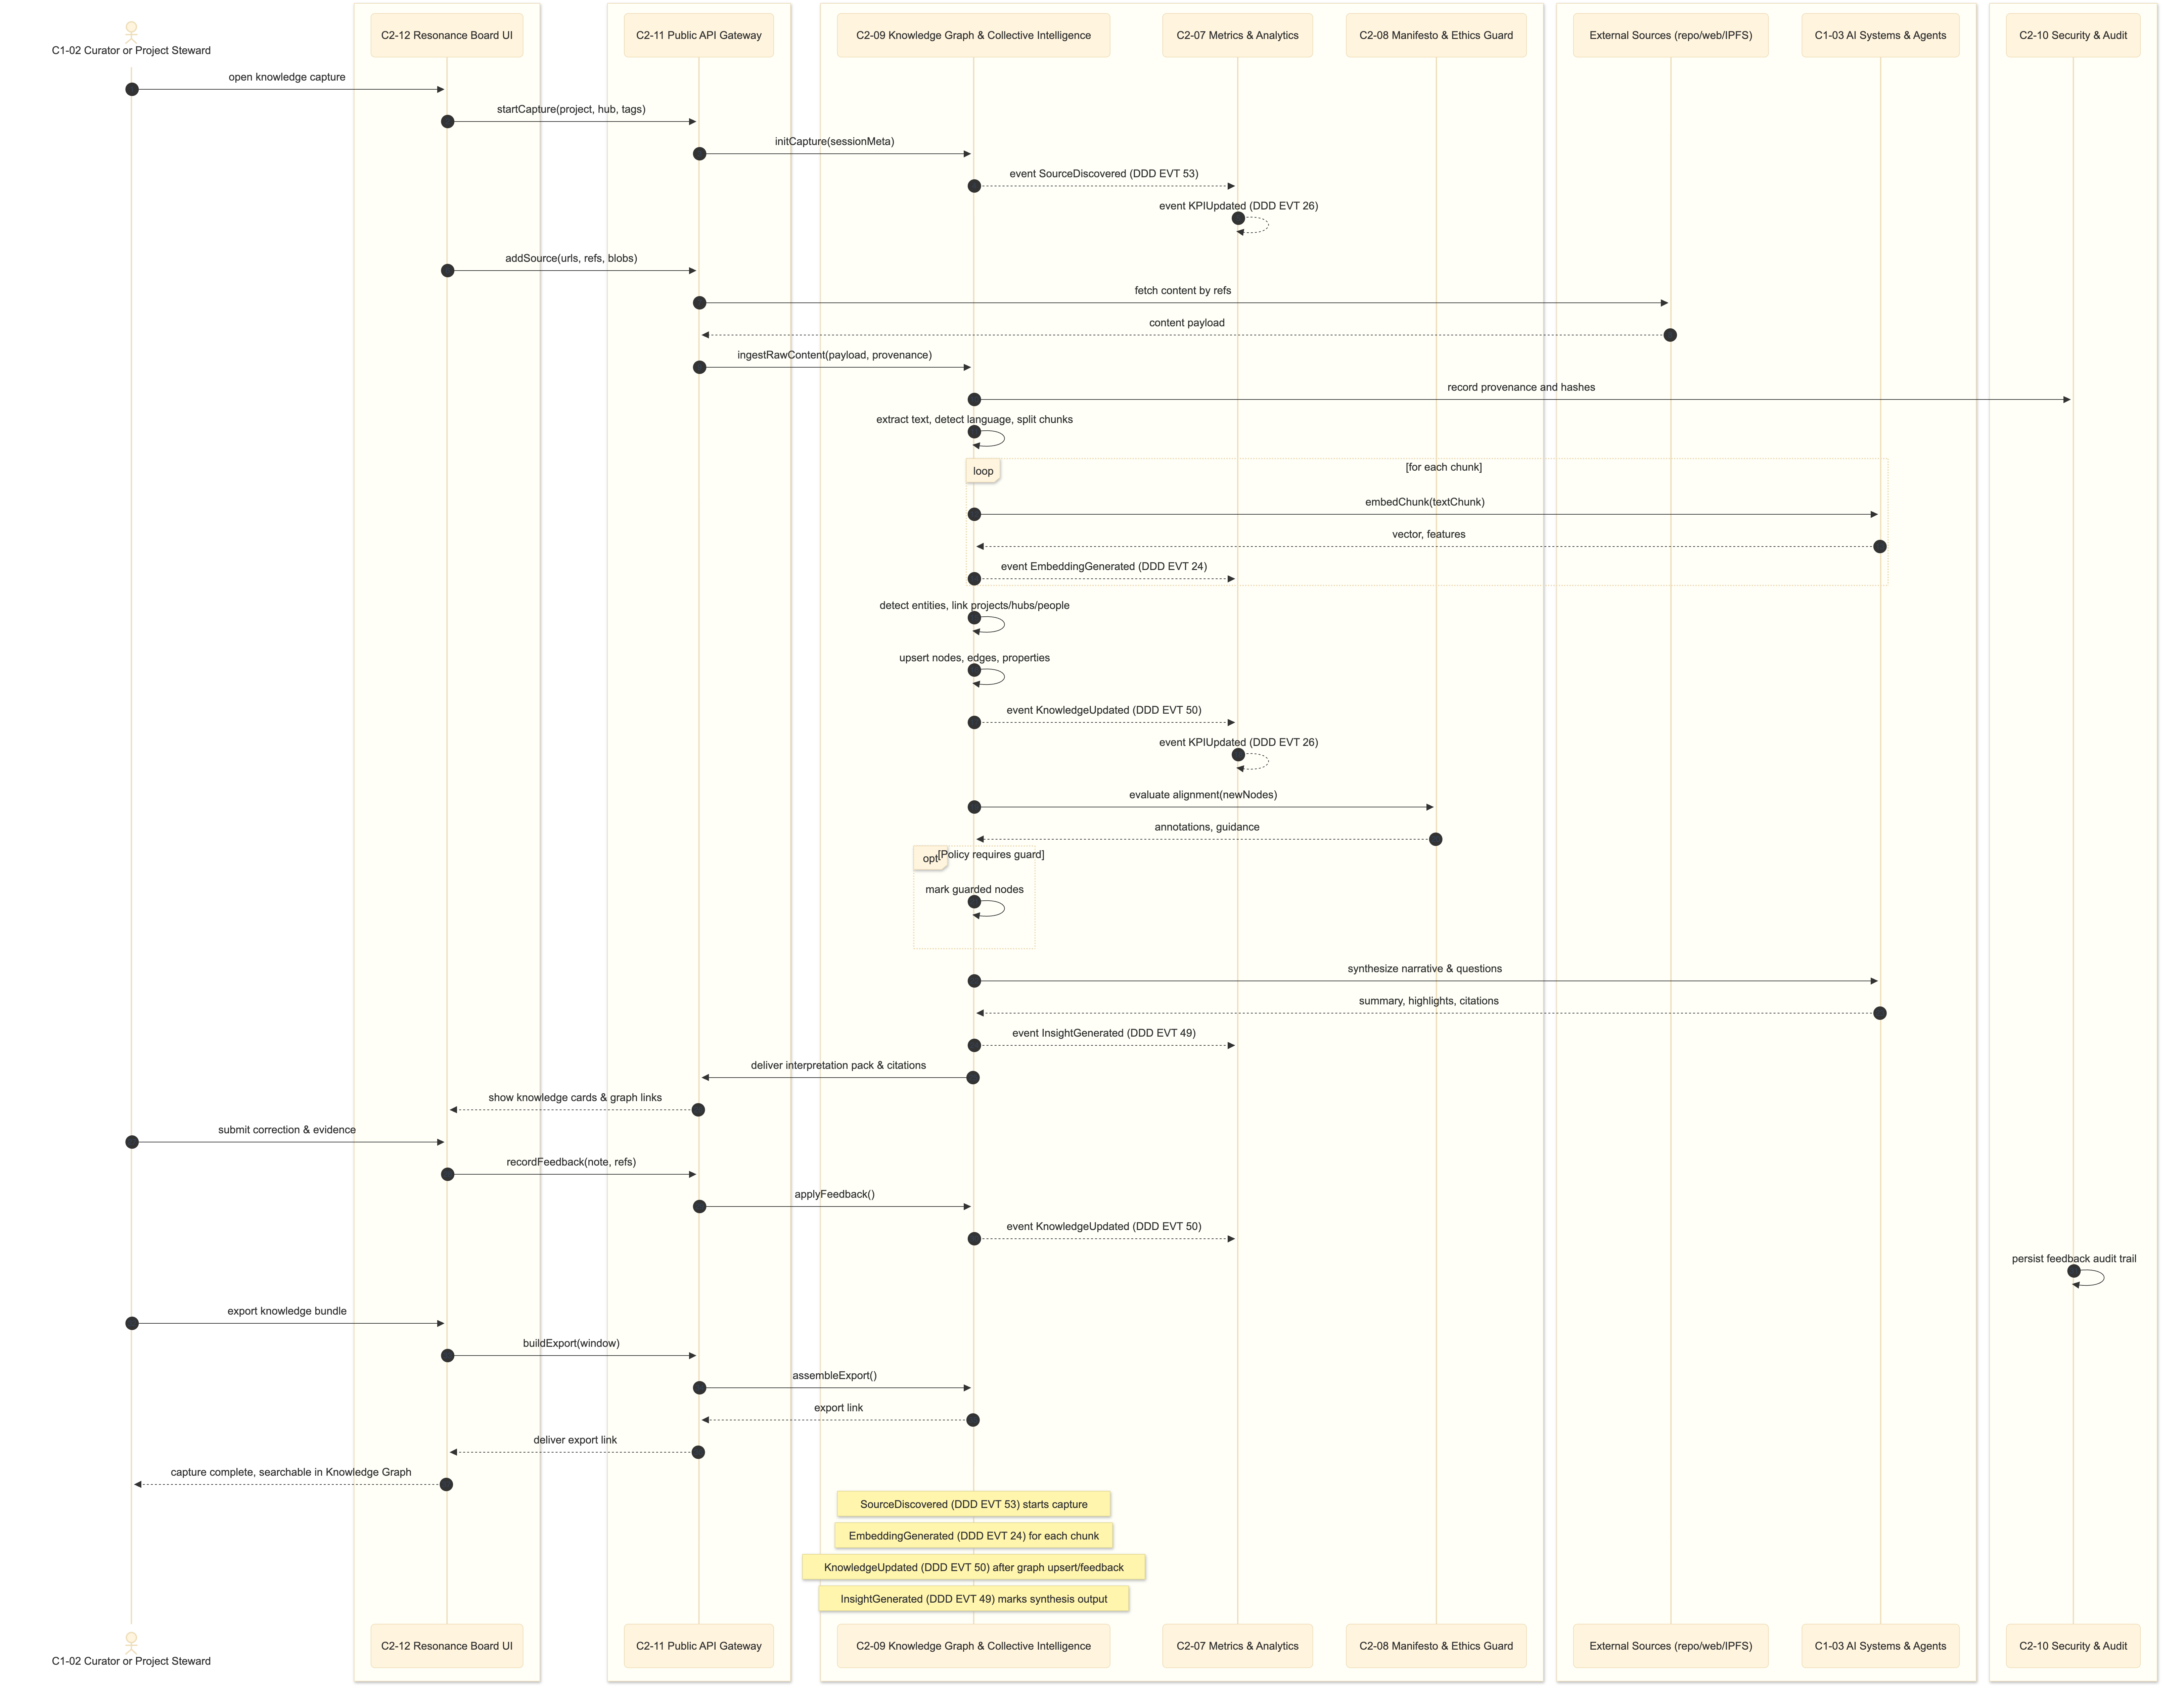 C1-02 Curator or Project Steward
C2-12 Resonance Board UI
C2-11 Public API Gateway
C2-09 Knowledge Graph & Collective Intelligence
C2-07 Metrics & Analytics
C2-08 Manifesto & Ethics Guard
External Sources (repo/web/IPFS)
C1-03 AI Systems & Agents
C2-10 Security & Audit
open knowledge capture
startCapture(project, hub, tags)
initCapture(sessionMeta)
event SourceDiscovered (DDD EVT 53)
event KPIUpdated (DDD EVT 26)
addSource(urls, refs, blobs)
fetch content by refs
content payload
ingestRawContent(payload, provenance)
record provenance and hashes
extract text, detect language, split chunks
loop
[for each chunk]
embedChunk(textChunk)
vector, features
event EmbeddingGenerated (DDD EVT 24)
detect entities, link projects/hubs/people
upsert nodes, edges, properties
event KnowledgeUpdated (DDD EVT 50)
event KPIUpdated (DDD EVT 26)
evaluate alignment(newNodes)
annotations, guidance
opt
[Policy requires guard]
mark guarded nodes
synthesize narrative & questions
summary, highlights, citations
event InsightGenerated (DDD EVT 49)
deliver interpretation pack & citations
show knowledge cards & graph links
submit correction & evidence
recordFeedback(note, refs)
applyFeedback()
event KnowledgeUpdated (DDD EVT 50)
persist feedback audit trail
export knowledge bundle
buildExport(window)
assembleExport()
export link
deliver export link
capture complete, searchable in Knowledge Graph
SourceDiscovered (DDD EVT 53) starts capture
EmbeddingGenerated (DDD EVT 24) for each chunk
KnowledgeUpdated (DDD EVT 50) after graph upsert/feedback
InsightGenerated (DDD EVT 49) marks synthesis output
C1-02 Curator or Project Steward
C2-12 Resonance Board UI
C2-11 Public API Gateway
C2-09 Knowledge Graph & Collective Intelligence
C2-07 Metrics & Analytics
C2-08 Manifesto & Ethics Guard
External Sources (repo/web/IPFS)
C1-03 AI Systems & Agents
C2-10 Security & Audit